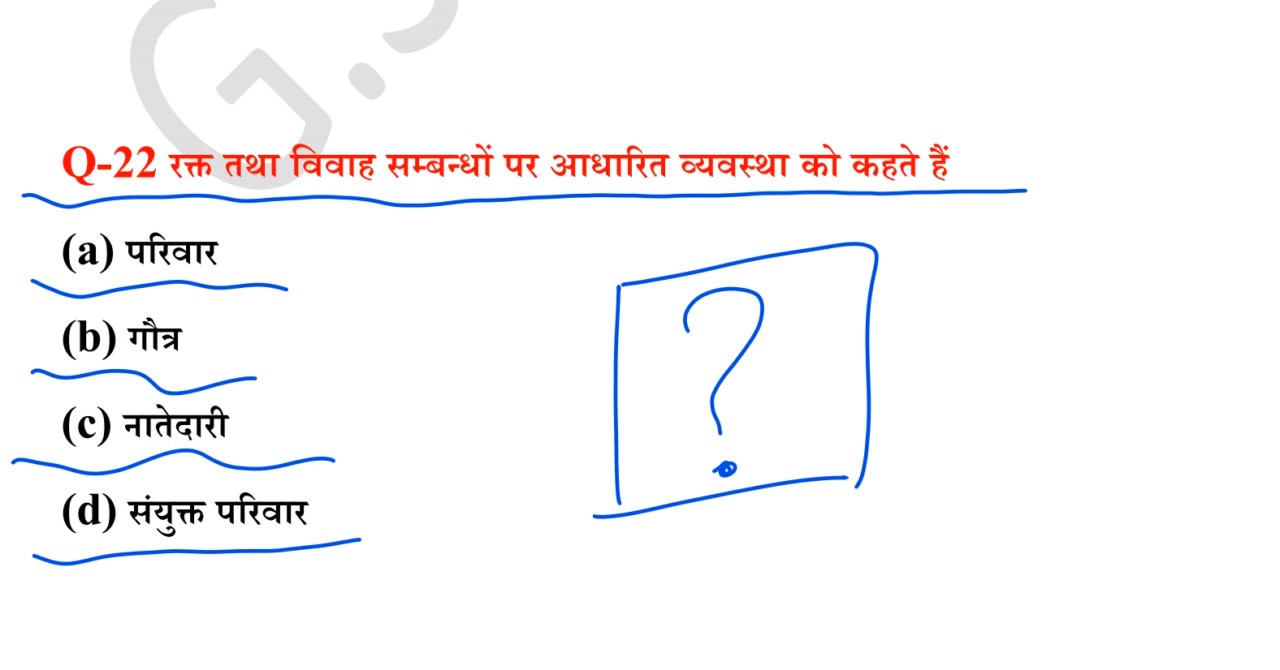 G.S
Q-22 रक्त तथा विवाह सम्बन्धों पर आधारित व्यवस्था को कहते हैं
(a) परिवार
(b) गौत्र
(c) नातेदारी
(d) संयुक्त परिवार
?